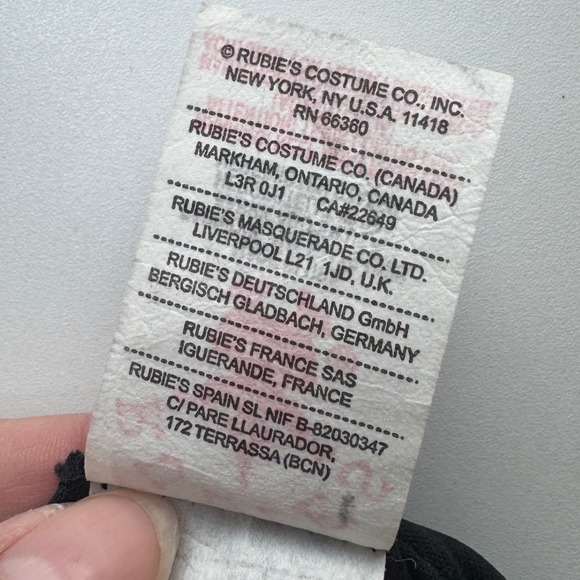 © RUBIE'S COSTUME CO., INC.
NEW YORK, NY U.S.A. 11418
RN 66360
RUBIE'S COSTUME CO. (CANADA)
MARKHAM, ONTARIO, CANADA
L3R 0J1 CA#22649
RUBIE'S MASQUERADE CO. LTD.
LIVERPOOL L21 1JD, U.K.
RUBIE'S DEUTSCHLAND GmbH
BERGISCH GLADBACH, GERMANY
RUBIE'S FRANCE SAS
IGUERANDE, FRANCE
RUBIE'S SPAIN SL NIF B-82030347
C/ PARE LLAURADOR,
172 TERRASSA (BCN)